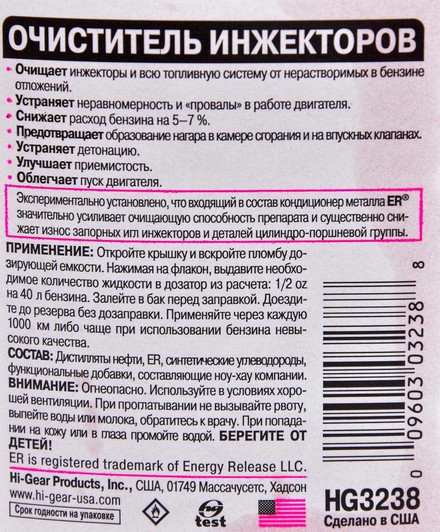 ОЧИСТИТЕЛЬ ИНЖЕКТОРОВ
• Очищает инжекторы и всю топливную систему от нерастворимых в бензине
отложений.
• Устраняет неравномерность и «провалы» в работе двигателя.
• Снижает расход бензина на 5–7 %.
• Предотвращает образование нагара в камере сгорания и на впускных клапанах.
• Устраняет детонацию.
• Улучшает приемистость.
• Облегчает пуск двигателя.
Экспериментально установлено, что входящий в состав кондиционер металла ER®
значительно усиливает очищающую способность препарата и существенно сни-
жает износ запорных игл инжекторов и деталей цилиндро-поршневой группы.
ПРИМЕНЕНИЕ: Откройте крышку и вскройте пломбу до-
зирующей емкости. Нажимая на флакон, выдавите необхо-
димое количество жидкости в дозатор из расчета: 1/2 oz
на 40 л бензина. Залейте в бак перед заправкой. Доезди-
те до резерва без дозаправки. Применяйте через каждую
1000 км либо чаще при использовании бензина невы-
сокого качества.
СОСТАВ: Дистилляты нефти, ER, синтетические углеводороды,
функциональные добавки, составляющие ноу-хау компании.
ВНИМАНИЕ: Огнеопасно. Используйте в условиях хоро-
шей вентиляции. При проглатывании не вызывайте рвоту,
выпейте воды или молока, обратитесь к врачу. При попада-
нии на кожу или в глаза промойте водой. БЕРЕГИТЕ ОТ
ДЕТЕЙ!
ER is registered trademark of Energy Release LLC.
Hi-Gear Products, Inc., США, 01749 Массачусетс, Хадсон
www.hi-gear-usa.com
Срок годности на упаковке
hg
test
0 09603 03238 8
HG3238
Сделано в США